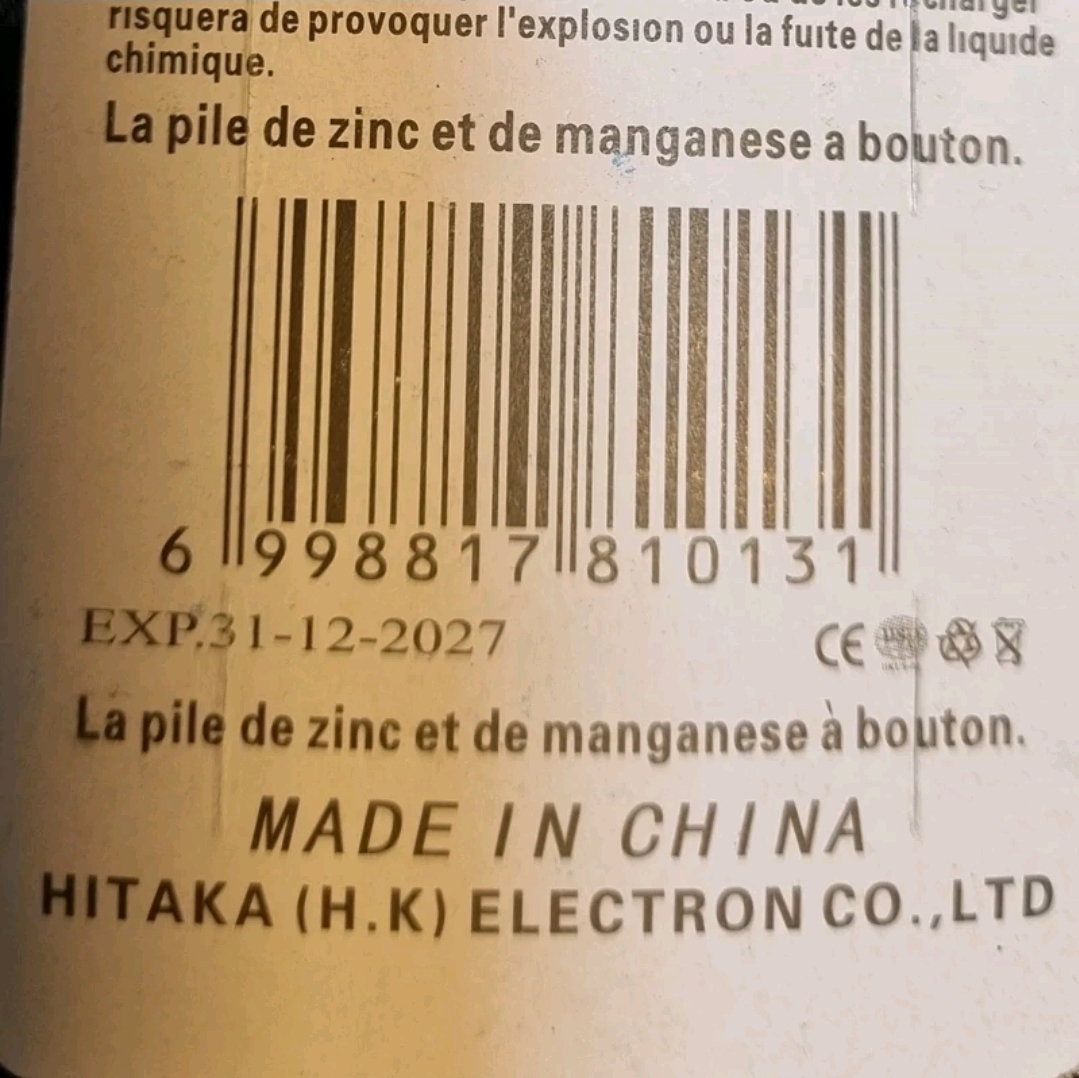 risquera de provoquer l'explosion ou la fuite de la liquide
chimique.
La pile de zinc et de manganese a bouton.
6 998817 810131
EXP.31-12-2027
CE
La pile de zinc et de manganese à bouton.
MADE IN CHINA
HITAKA (H.K) ELECTRON CO.,LTD